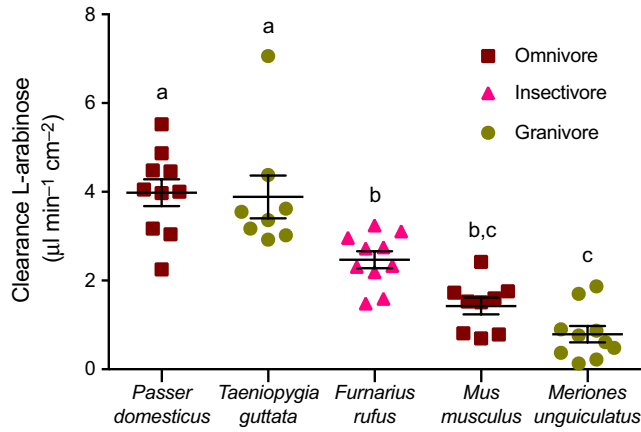 Clearance L-arabinose
(µl min⁻¹ cm⁻²)
8
6
4
2
0
a
a
b
b,c
c
Omnivore
Insectivore
Granivore
Passer
domesticus
Taeniopygia
guttata
Furnarius
rufus
Mus
musculus
Meriones
unguiculatus